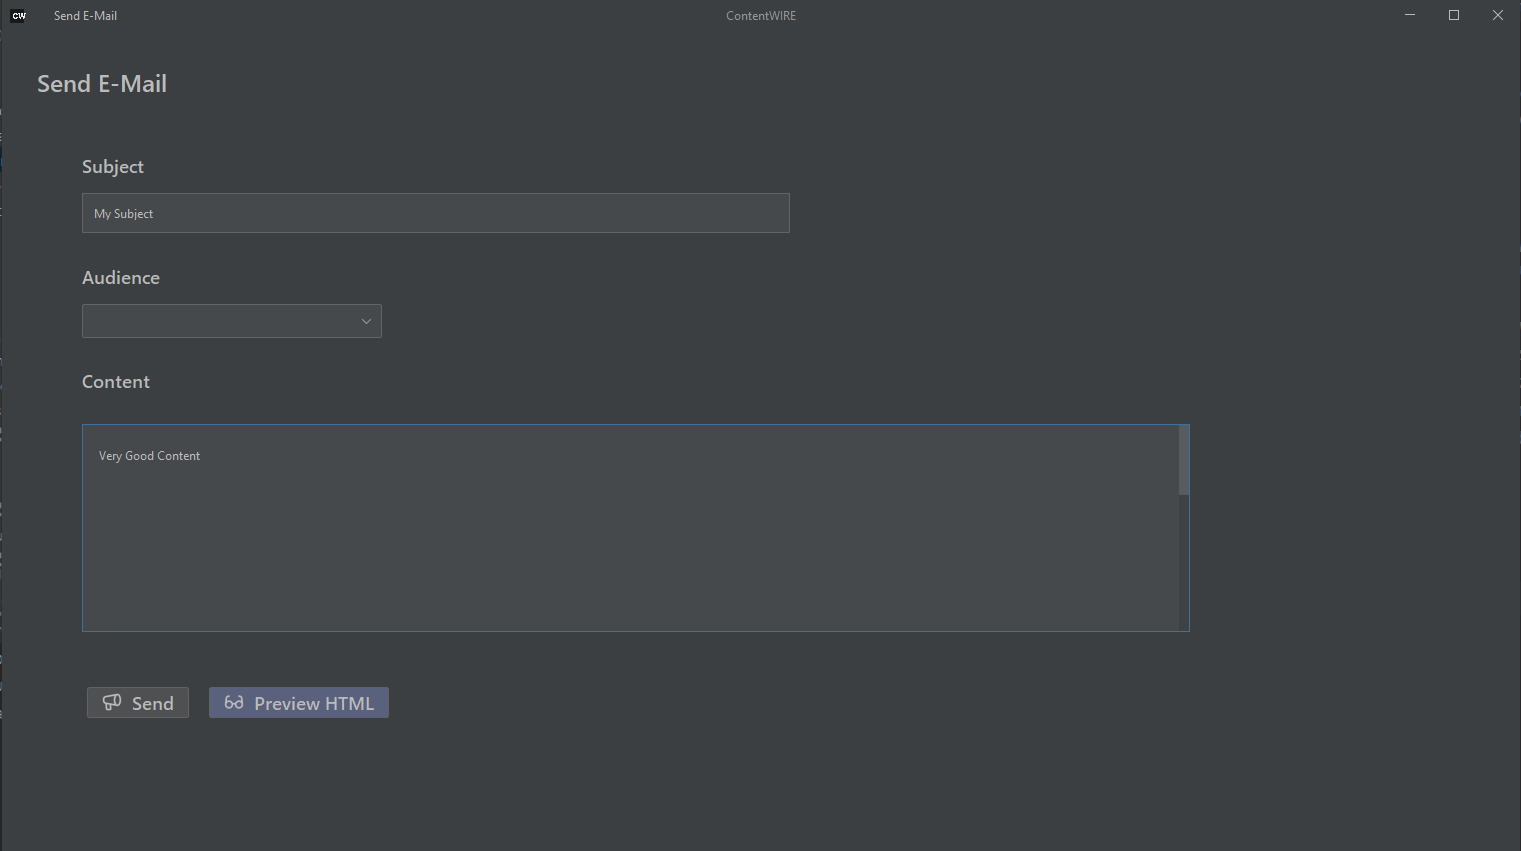 CW Send E-Mail ContentWIRE
Send E-Mail
Subject
My Subject
Audience
Content
Very Good Content
Send Preview HTML